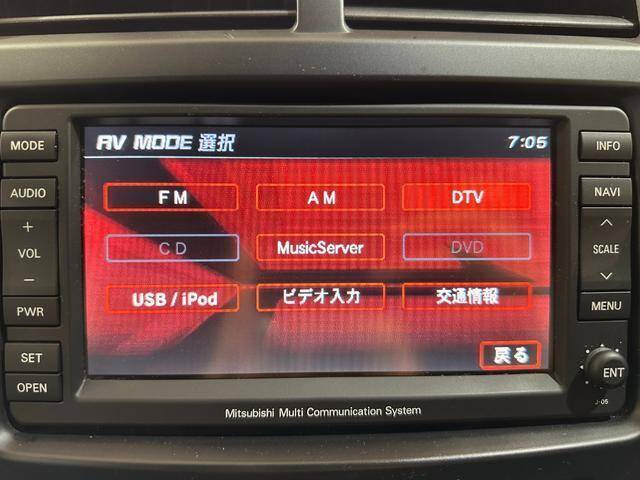 AV MODE 選択 7:05
FM AM DTV
CD MusicServer DVD
USB / iPod ビデオ入力 交通情報
戻る
MODE
AUDIO
+
VOL
−
PWR
SET
OPEN
INFO
NAVI
SCALE
MENU
ENT
J-05
Mitsubishi Multi Communication System